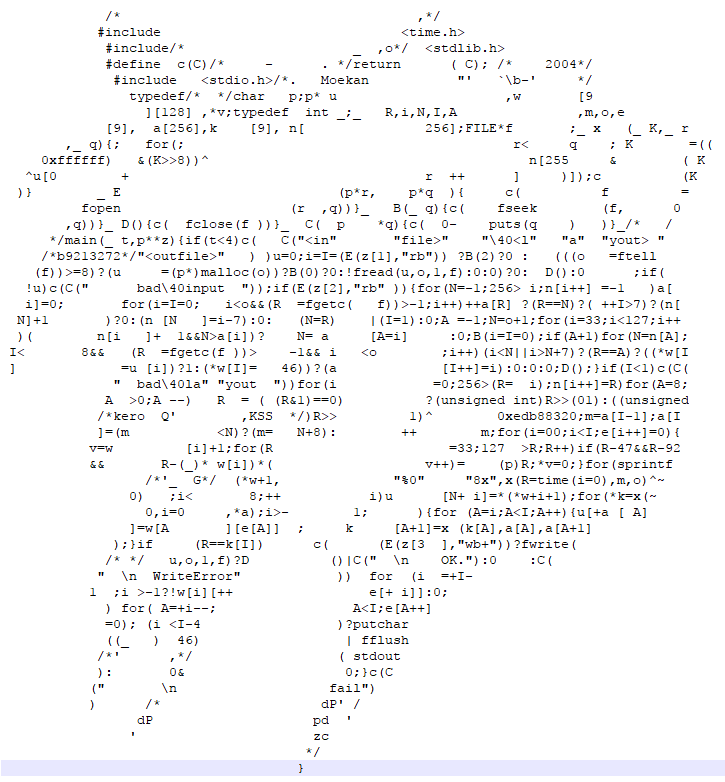 /* ,*/
#include <time.h>
#include/* _ ,o*/ <stdlib.h>
#define c(C)/* - . */return ( C); /* 2004*/
#include <stdio.h>/*. Moekan "' `\b-' */
typedef/* */char p;p* u ,w [9
][128] ,*v;typedef int _;_ R,i,N,I,A ,m,o,e
[9], a[256],k [9], n[ 256];FILE*f ;_ x (_ K,_ r
,_ q){; for(; r< q ; K =((
0xffffff) &(K>>8))^ n[255 & ( K
^u[0 + r ++ ] )]);c (K
)} _ E (p*r, p*q ){ c( f =
fopen (r ,q))}_ B(_ q){c( fseek (f, 0
,q))}_ D(){c( fclose(f ))}_ C( p *q){c( 0- puts(q ) )}_/* /
*/main(_ t,p**z){if(t<4)c( C("<in" "file>" "\40<l" "a" "yout> "
/*b9213272*/"<outfile>" ) )u=0;i=I=(E(z[1],"rb")) ?B(2)?0 : (((o =ftell
(f))>=8)?(u =(p*)malloc(o))?B(0)?0:!fread(u,o,1,f):0:0)?0: D():0 ;if(
!u)c(C(" bad\40input "));if(E(z[2],"rb" )){for(N=-1;256> i;n[i++] =-1 )a[
i]=0; for(i=I=0; i<o&&(R =fgetc( f))>-1;i++)++a[R] ?(R==N)?( ++I>7)?(n[
N]+1 )?0:(n [N ]=i-7):0: (N=R) |(I=1):0;A =-1;N=o+1;for(i=33;i<127;i++
)( n[i ]+ 1&&N>a[i])? N= a [A=i] :0;B(i=I=0);if(A+1)for(N=n[A];
I< 8&& (R =fgetc(f ))> -1&& i <o ;i++)(i<N||i>N+7)?(R==A)?((*w[I
] =u [i])?1:(*w[I]= 46))?(a [I++]=i):0:0:0;D();}if(I<1)c(C(
" bad\40la" "yout "))for(i =0;256>(R= i);n[i++]=R)for(A=8;
A >0;A --) R = ( (R&1)==0) ?(unsigned int)R>>(01):((unsigned
/*kero Q' ,KSS */)R>> 1)^ 0xedb88320;m=a[I-1];a[I
]=(m <N)?(m= N+8): ++ m;for(i=00;i<I;e[i++]=0){
v=w [i]+1;for(R =33;127 >R;R++)if(R-47&&R-92
&& R-(_)* w[i])*( v++)= (p)R;*v=0;}for(sprintf
/*'_ G*/ (*w+1, "%0" "8x",x(R=time(i=0),m,o)^~
0) ;i< 8;++ i)u [N+ i]=*(*w+i+1);for(*k=x(~
0,i=0 ,*a);i>- 1; ){for (A=i;A<I;A++){u[+a [ A]
]=w[A ][e[A]] ; k [A+1]=x (k[A],a[A],a[A+1]
);}if (R==k[I]) c( (E(z[3 ],"wb+"))?fwrite(
/* */ u,o,1,f)?D ()|C(" \n OK."):0 :C(
" \n WriteError" )) for (i =+I-
1 ;i >-1?!w[i][++ e[+ i]]:0;
) for( A=+i--; A<I;e[A++]
=0); (i <I-4 )?putchar
((_ ) 46) | fflush
/*' ,*/ ( stdout
): 0& 0;}c(C
(" \n fail")
) /* dP' /
dP pd '
' zc
*/
}